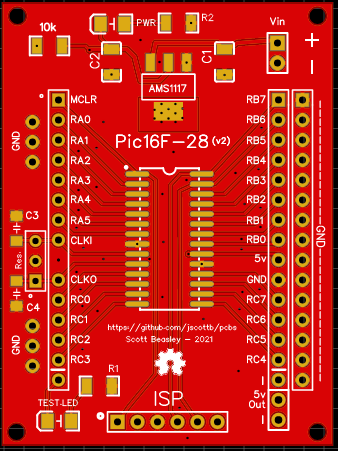 PWR R2 Vin
10k
+
C2 C1
−
AMS1117
MCLR RB7
Pic16F-28 (v2)
RA0 RB6
GND RA1 RB5
RA2 RB4
RA3 RB3
RA4 RB2
C3 RA5 RB1
CLKI RB0
GND
Res. 5v
CLKO GND
RC0 RC7
C4 RC1 RC6
https://github.com/jscottb/pcbs
RC2 RC5
Scott Beasley - 2021
GND RC3 RC4
R1
5v
Out
TEST-LED ISP